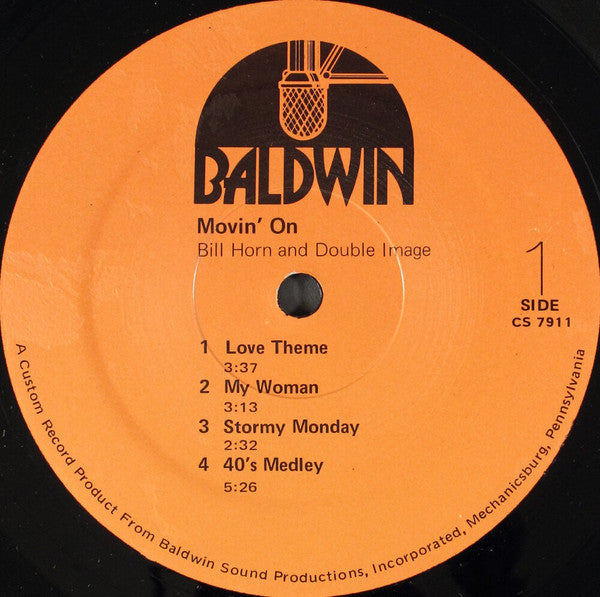 BALDWIN
Movin' On
Bill Horn and Double Image
1
SIDE
CS 7911
1 Love Theme
3:37
2 My Woman
3:13
3 Stormy Monday
2:32
4 40's Medley
5:26
A Custom Record Product From Baldwin Sound Productions, Incorporated, Mechanicsburg, Pennsylvania